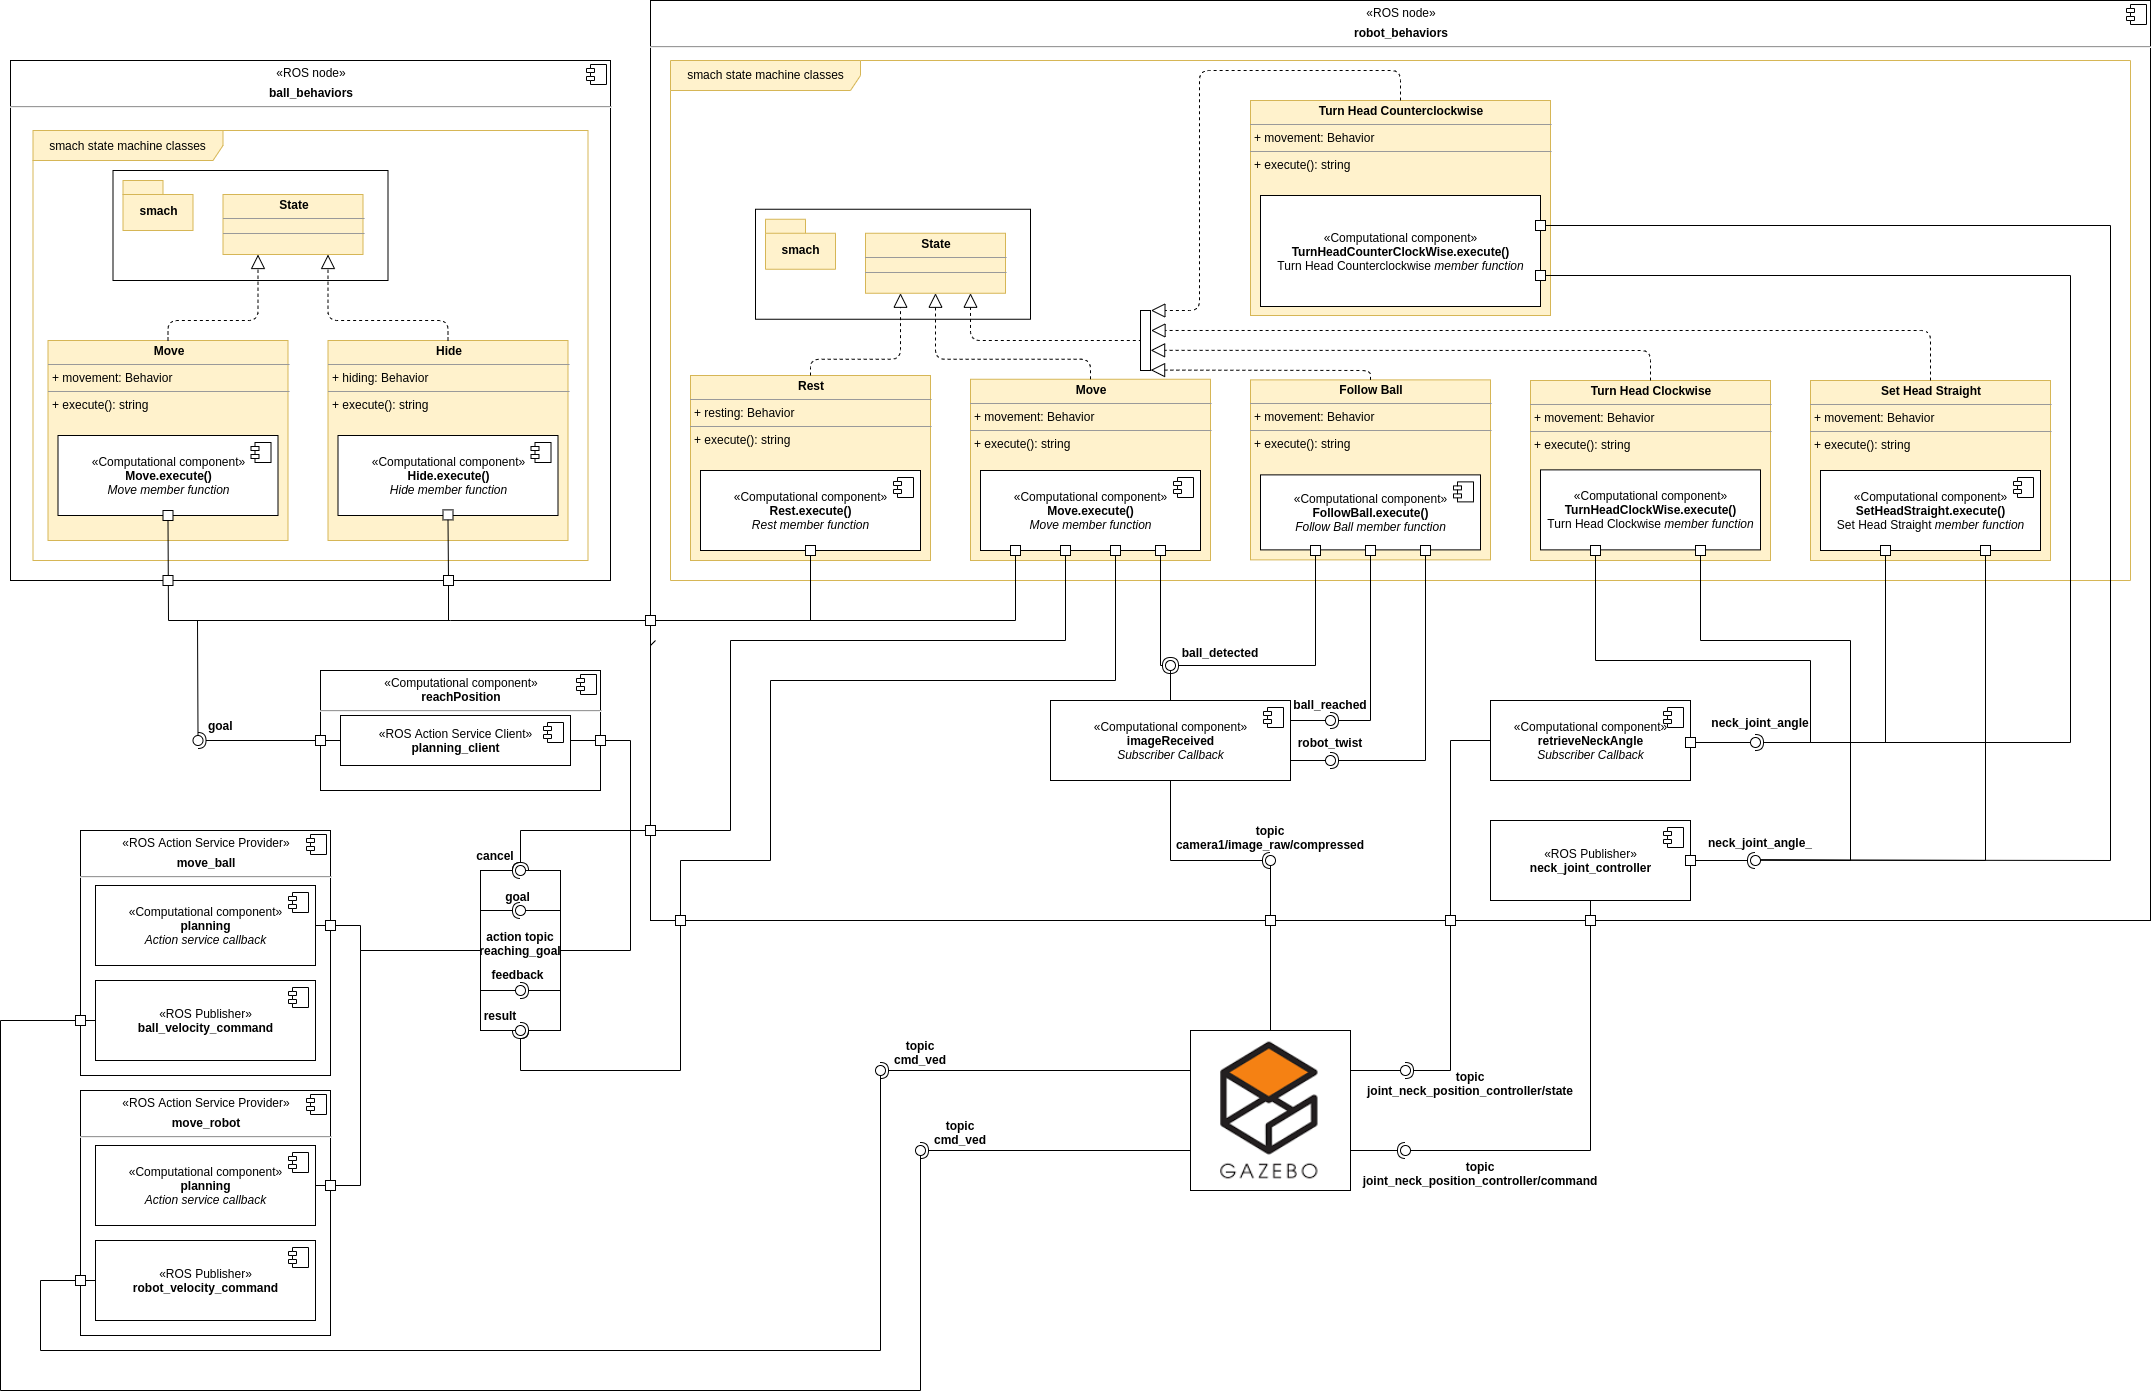 «ROS node»
robot_behaviors
smach state machine classes
Turn Head Counterclockwise
+ movement: Behavior
+ execute(): string
«Computational component»
TurnHeadCounterClockWise.execute()
Turn Head Counterclockwise member function
smach
State
Rest
+ resting: Behavior
+ execute(): string
«Computational component»
Rest.execute()
Rest member function
Move
+ movement: Behavior
+ execute(): string
«Computational component»
Move.execute()
Move member function
Follow Ball
+ movement: Behavior
+ execute(): string
«Computational component»
FollowBall.execute()
Follow Ball member function
Turn Head Clockwise
+ movement: Behavior
+ execute(): string
«Computational component»
TurnHeadClockWise.execute()
Turn Head Clockwise member function
Set Head Straight
+ movement: Behavior
+ execute(): string
«Computational component»
SetHeadStraight.execute()
Set Head Straight member function
«ROS node»
ball_behaviors
smach state machine classes
smach
State
Move
+ movement: Behavior
+ execute(): string
«Computational component»
Move.execute()
Move member function
Hide
+ hiding: Behavior
+ execute(): string
«Computational component»
Hide.execute()
Hide member function
goal
«Computational component»
reachPosition
«ROS Action Service Client»
planning_client
ball_detected
ball_reached
robot_twist
«Computational component»
imageReceived
Subscriber Callback
«Computational component»
retrieveNeckAngle
Subscriber Callback
neck_joint_angle
«ROS Publisher»
neck_joint_controller
neck_joint_angle_
topic
camera1/image_raw/compressed
«ROS Action Service Provider»
move_ball
«Computational component»
planning
Action service callback
«ROS Publisher»
ball_velocity_command
cancel
goal
action topic
reaching_goal
feedback
result
«ROS Action Service Provider»
move_robot
«Computational component»
planning
Action service callback
«ROS Publisher»
robot_velocity_command
topic
cmd_ved
topic
cmd_ved
GAZEBO
topic
joint_neck_position_controller/state
topic
joint_neck_position_controller/command